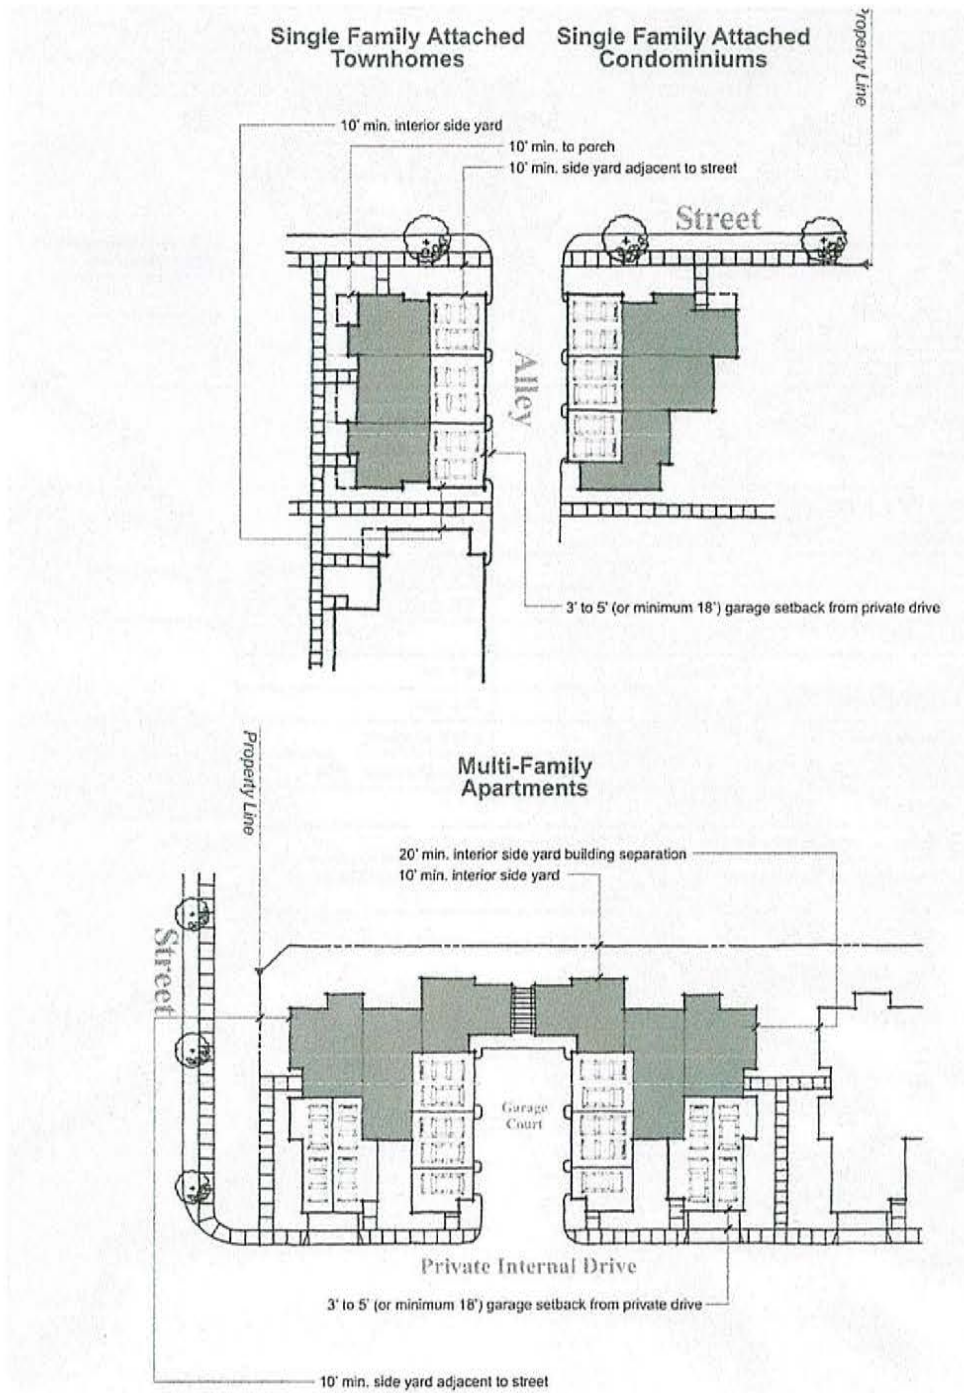 Single Family Attached
Townhomes
Single Family Attached
Condominiums
Property Line
10' min. interior side yard
10' min. to porch
10' min. side yard adjacent to street
Street
Alley
3' to 5' (or minimum 18') garage setback from private drive
Property Line
Multi-Family
Apartments
20' min. interior side yard building separation
10' min. interior side yard
Street
Garage
Court
Private Internal Drive
3' to 5' (or minimum 18') garage setback from private drive
10' min. side yard adjacent to street